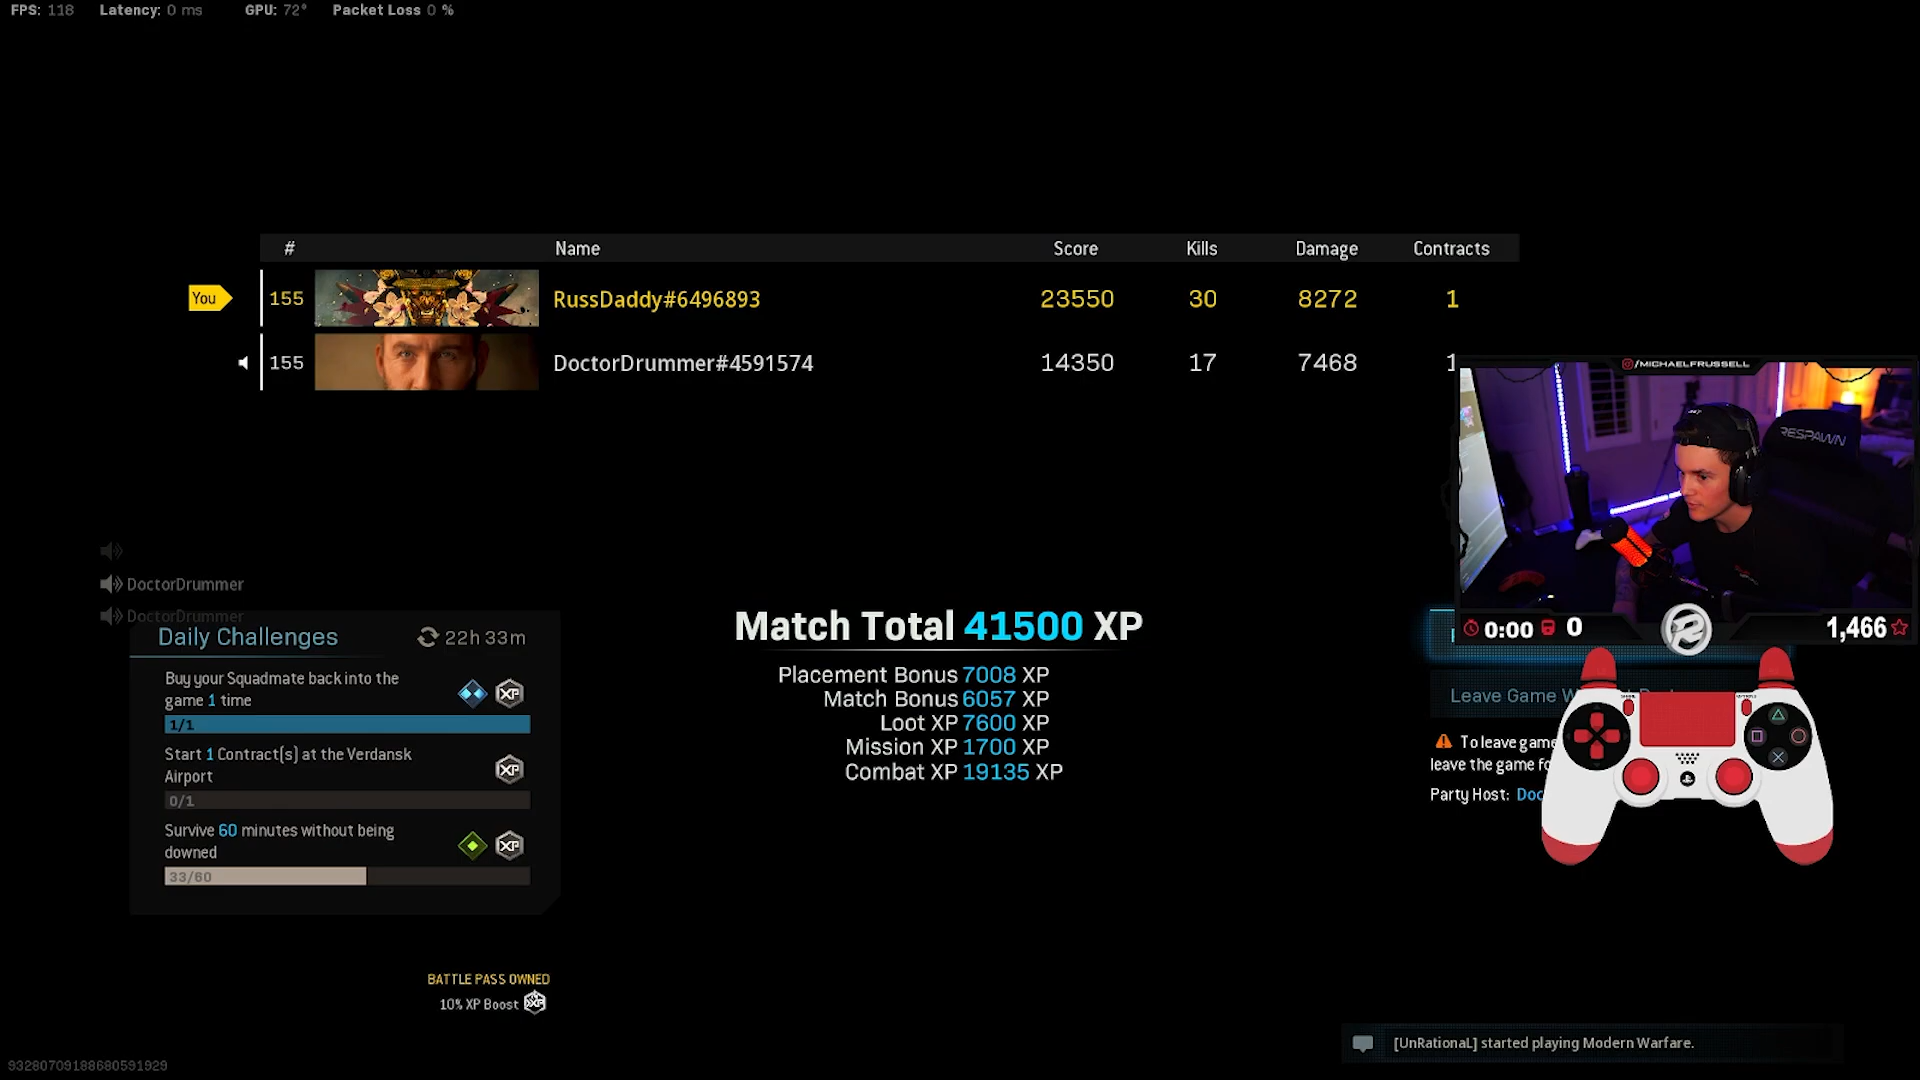 FPS: 118 Latency: 0 ms GPU: 72° Packet Loss 0 %
# Name Score Kills Damage Contracts
You 155 RussDaddy#6496893 23550 30 8272 1
155 DoctorDrummer#4591574 14350 17 7468 1
/MICHAELFRUSSELL
RESPAWN
DoctorDrummer
DoctorDrummer
0:00 0 1,466
Daily Challenges 22h 33m
Buy your Squadmate back into the
game 1 time
1/1
Start 1 Contract(s) at the Verdansk
Airport
0/1
Survive 60 minutes without being
downed
33/60
XP
XP
XP
Match Total 41500 XP
Placement Bonus 7008 XP
Match Bonus 6057 XP
Loot XP 7600 XP
Mission XP 1700 XP
Combat XP 19135 XP
Leave Game
To leave game
leave the game
Party Host:
BATTLE PASS OWNED
10% XP Boost
[UnRationaL] started playing Modern Warfare.
93280709188680591929